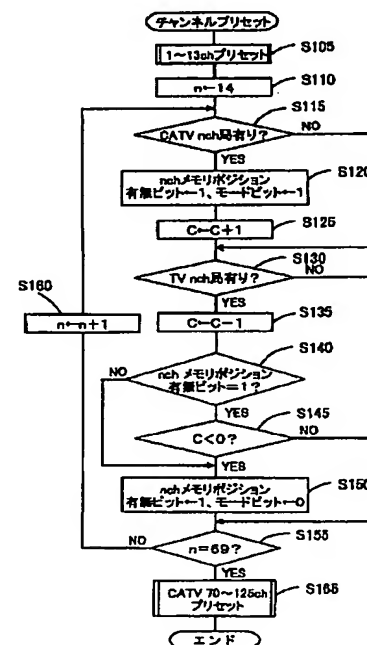 チャンネルプリセット
S105
1～13chプリセット
S110
n←14
S115
CATV nch局有り？
NO
YES
S120
nchメモリポジション
有無ビット←1、モードビット←1
S125
C←C+1
S130
TV nch局有り？
NO
YES
S160
n←n+1
S135
C←C−1
S140
NO
nchメモリポジション
有無ビット=1？
YES
S145
C<0？
NO
YES
S150
nchメモリポジション
有無ビット←1、モードビット←0
S155
NO
n=69？
YES
S165
CATV 70～125ch
プリセット
エンド